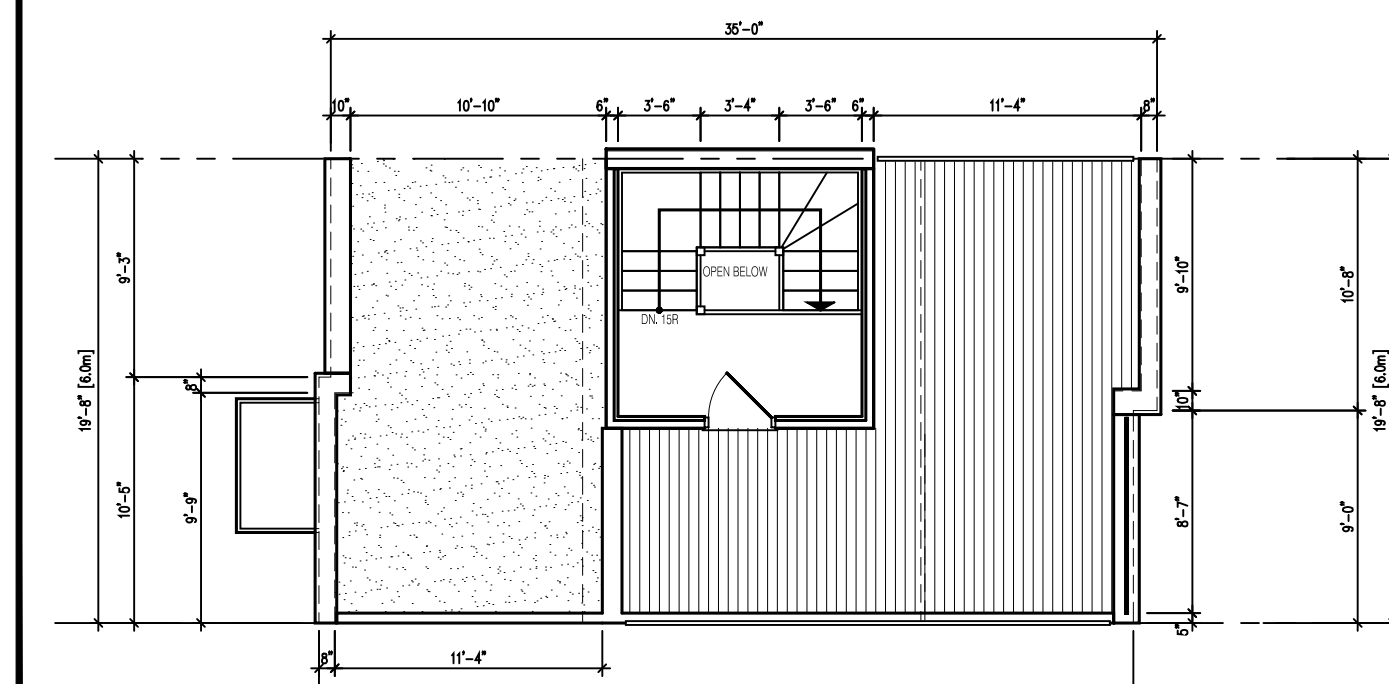 35'-0"
10" 10'-10" 6" 3'-6" 3'-4" 3'-6" 6" 11'-4" 8"
9'-3"
9'-10"
10'-8"
OPEN BELOW
DN. 15R
19'-8" [6.0m]
19'-8" [6.0m]
8"
10"
10'-5"
9'-9"
8'-7"
9'-0"
5"
8" 11'-4"